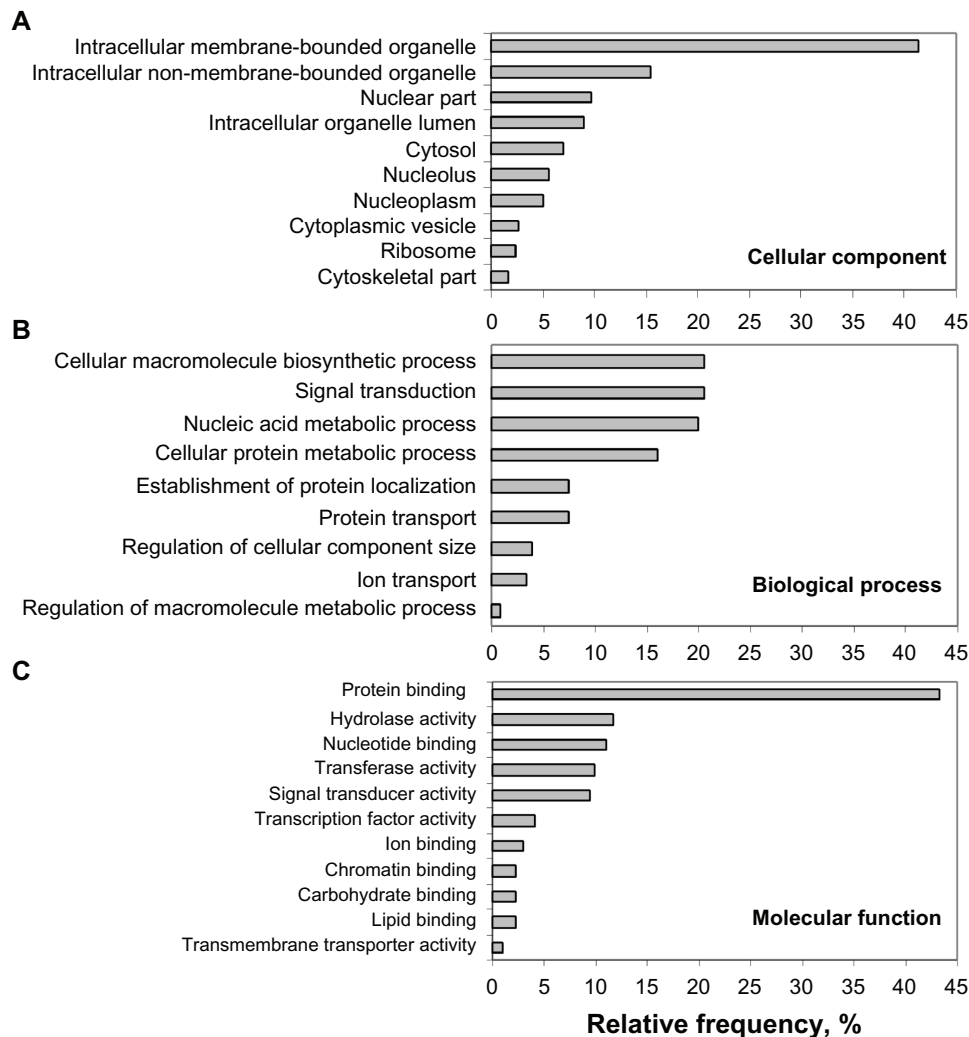 A
Intracellular membrane-bounded organelle
Intracellular non-membrane-bounded organelle
Nuclear part
Intracellular organelle lumen
Cytosol
Nucleolus
Nucleoplasm
Cytoplasmic vesicle
Ribosome
Cytoskeletal part
Cellular component
0 5 10 15 20 25 30 35 40 45
B
Cellular macromolecule biosynthetic process
Signal transduction
Nucleic acid metabolic process
Cellular protein metabolic process
Establishment of protein localization
Protein transport
Regulation of cellular component size
Ion transport
Regulation of macromolecule metabolic process
Biological process
0 5 10 15 20 25 30 35 40 45
C
Protein binding
Hydrolase activity
Nucleotide binding
Transferase activity
Signal transducer activity
Transcription factor activity
Ion binding
Chromatin binding
Carbohydrate binding
Lipid binding
Transmembrane transporter activity
Molecular function
0 5 10 15 20 25 30 35 40 45
Relative frequency, %